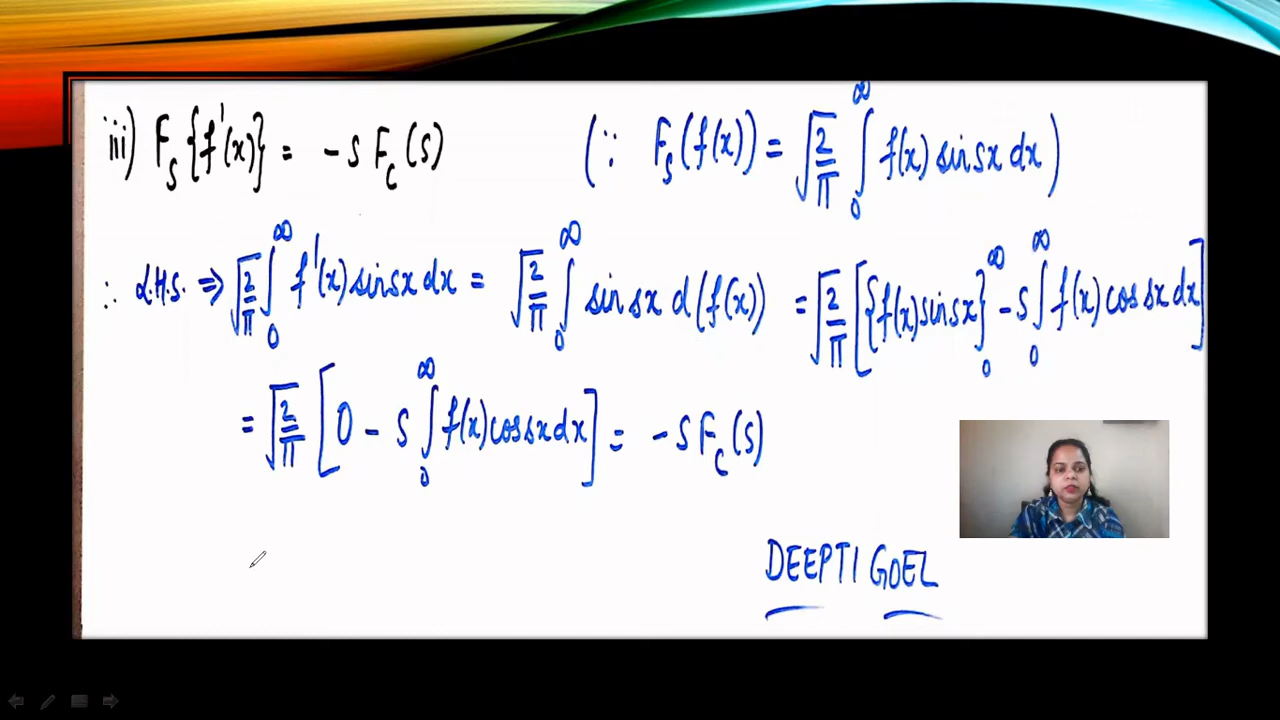 iii) F_s{f'(x)} = -s F_c(s) (∵ F_s(f(x)) = √(2/π) ∫_0^∞ f(x) sin sx dx)
∴ L.H.S. ⇒ √(2/π) ∫_0^∞ f'(x) sin sx dx = √(2/π) ∫_0^∞ sin sx d(f(x)) = √(2/π) [{f(x) sin sx}_0^∞ - s ∫_0^∞ f(x) cos sx dx]
= √(2/π) [0 - s ∫_0^∞ f(x) cos sx dx] = -s F_c(s)
DEEPTI GOEL